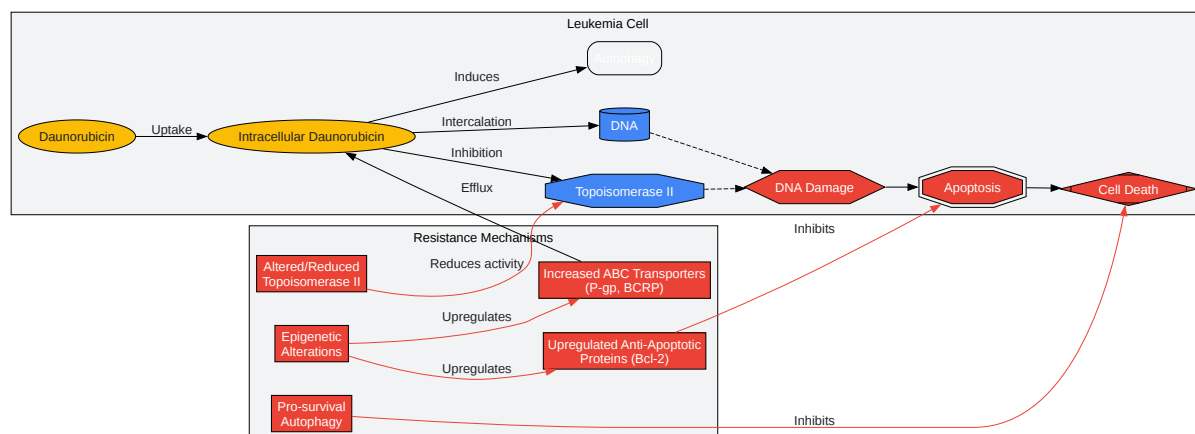 Leukemia Cell
Autophagy
Induces
Daunorubicin
Uptake
Intracellular Daunorubicin
Intercalation
DNA
Inhibition
Efflux
Topoisomerase II
DNA Damage
Apoptosis
Cell Death
Inhibits
Resistance Mechanisms
Altered/Reduced
Topoisomerase II
Reduces activity
Increased ABC Transporters
(P-gp, BCRP)
Upregulates
Epigenetic
Alterations
Upregulated Anti-Apoptotic
Proteins (Bcl-2)
Upregulates
Pro-survival
Autophagy
Inhibits